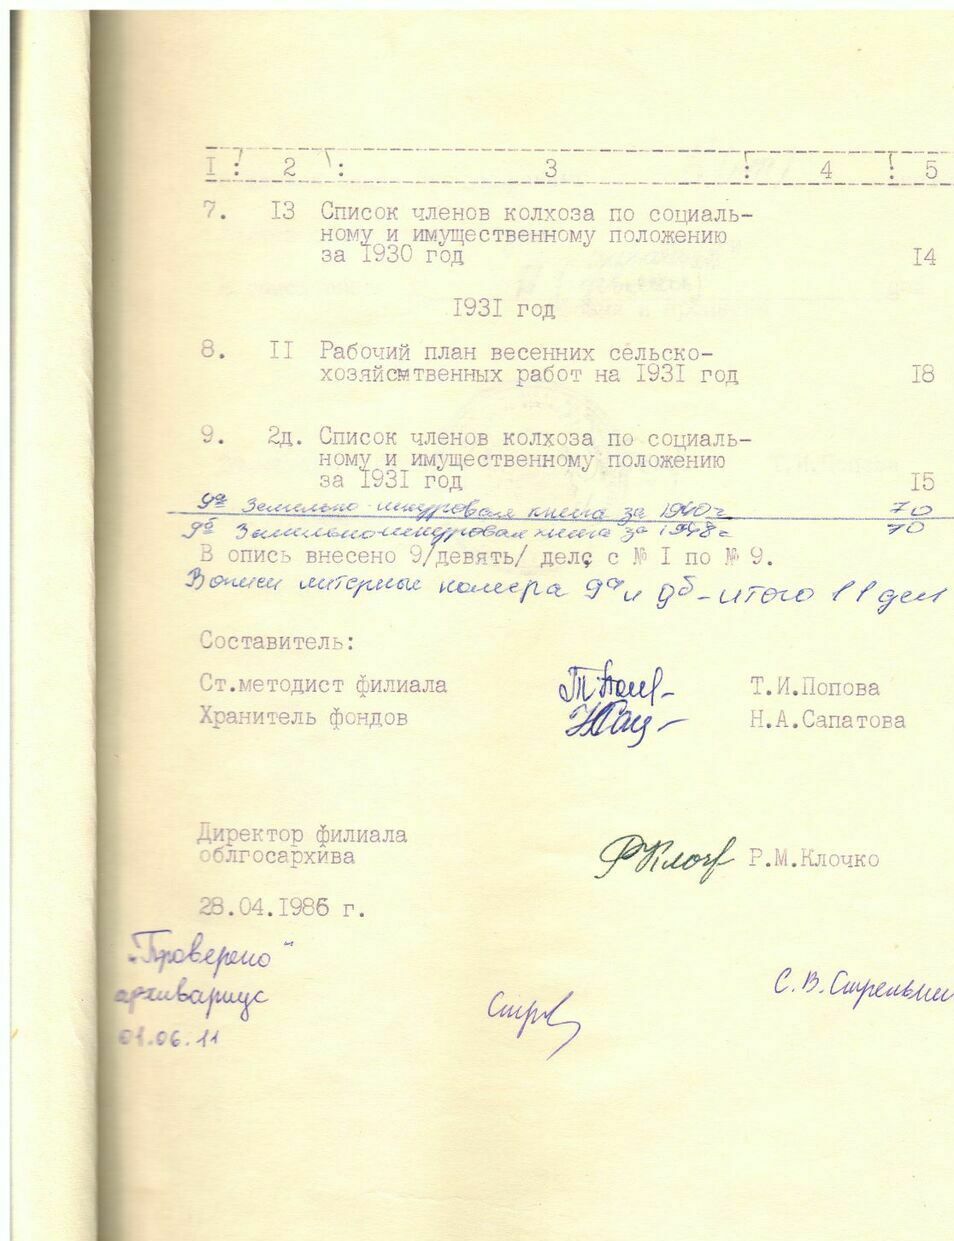 I ! : 2 \ : 3 ! : 4 ! : 5
7. I3 Список членов колхоза по социаль-
ному и имущественному положению
за I930 год I4
I93I год
8. II Рабочий план весенних сельско-
хозяйсмтвенных работ на I93I год I8
9. 2д. Список членов колхоза по социаль-
ному и имущественному положению
за I93I год I5
9а Земельно-шнуровая книга за 1940 г 70
9б Земельно-шнуровая книга за 1948 г 70
В опись внесено 9/девять/ дел с № I по № 9.
В описи литерные номера 9а и 9б - итого 11 дел
Составитель:
Ст.методист филиала Т.И.Попова
Хранитель фондов Н.А.Сапатова
Директор филиала
облгосархива РКлоч Р.М.Клочко
28.04.I986 г.
"Проверено"
архивариус С.В.Стрельни
01.06.11